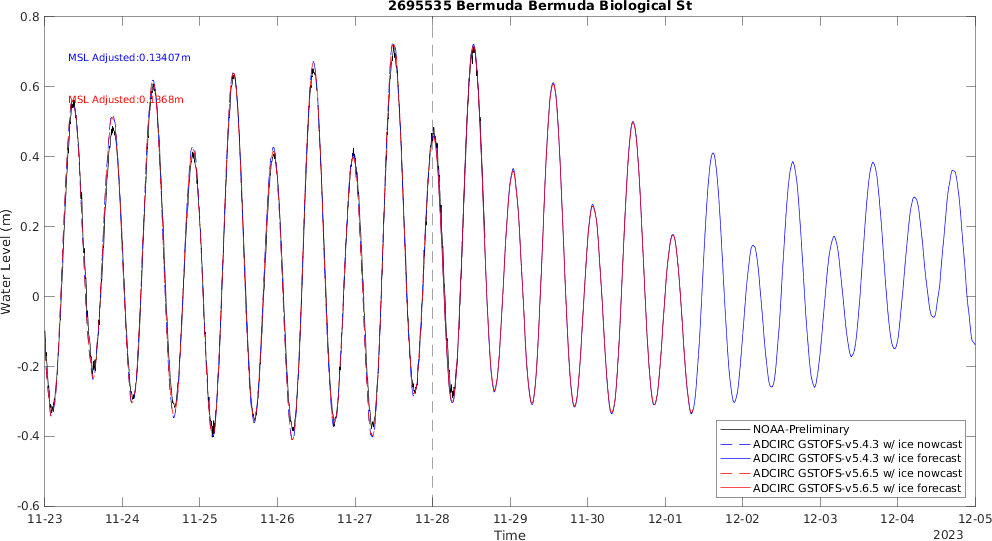 2695535 Bermuda Bermuda Biological St
0.8
MSL Adjusted:0.13407m
0.6
MSL Adjusted:0.1368m
0.4
0.2
0
-0.2
-0.4
-0.6
Water Level (m)
NOAA-Preliminary
ADCIRC GSTOFS-v5.4.3 w/ ice nowcast
ADCIRC GSTOFS-v5.4.3 w/ ice forecast
ADCIRC GSTOFS-v5.6.5 w/ ice nowcast
ADCIRC GSTOFS-v5.6.5 w/ ice forecast
11-23 11-24 11-25 11-26 11-27 11-28 11-29 11-30 12-01 12-02 12-03 12-04 12-05
Time
2023